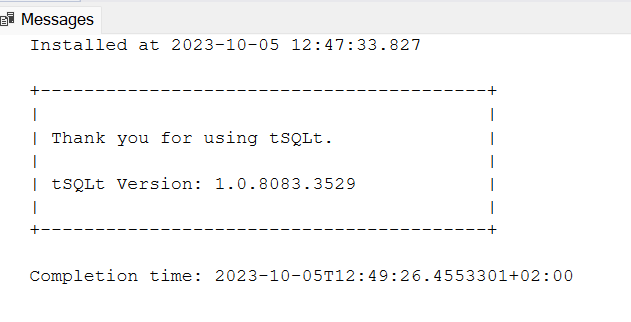 Messages
Installed at 2023-10-05 12:47:33.827
+-----------------------------------------+
|                                         |
| Thank you for using tSQLt.              |
|                                         |
| tSQLt Version: 1.0.8083.3529            |
|                                         |
+-----------------------------------------+
Completion time: 2023-10-05T12:49:26.4553301+02:00